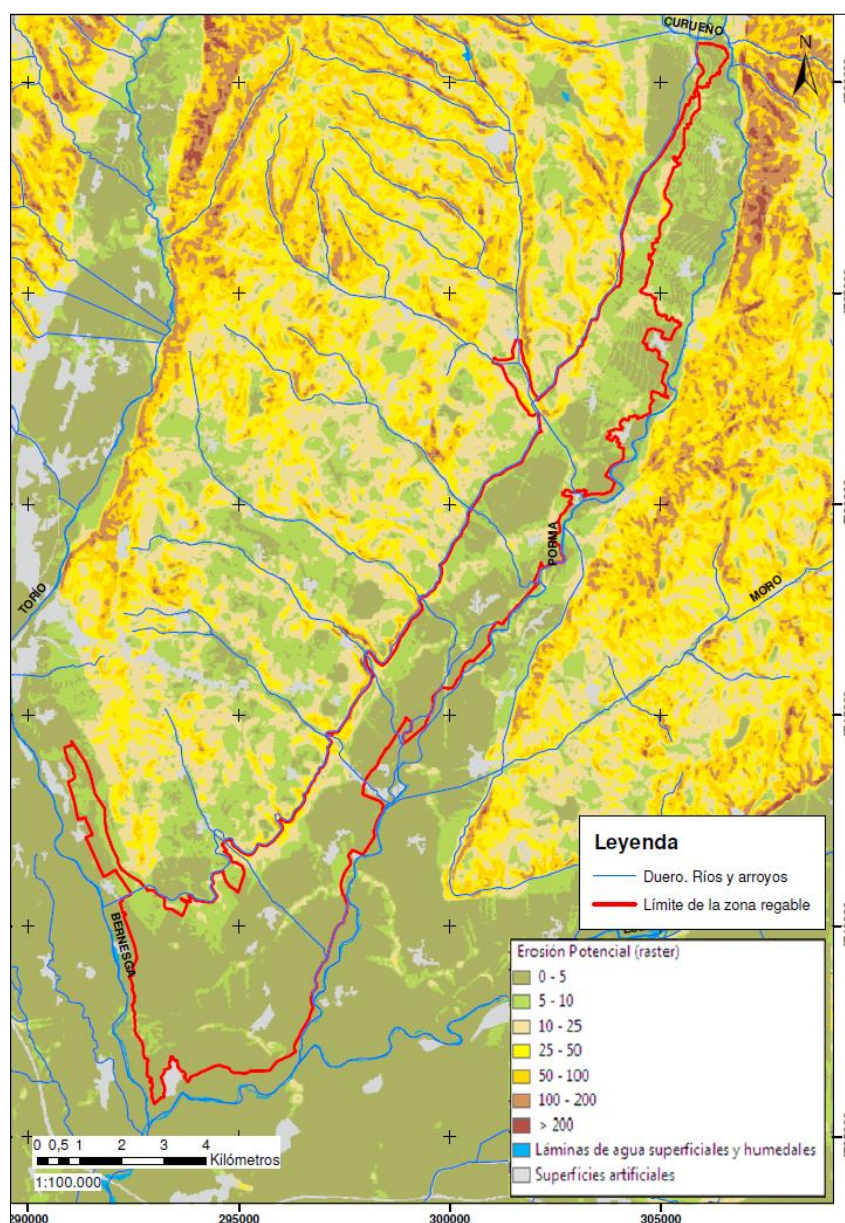 CURUEÑO
N
PORMA
MORO
TORÍO
BERNESGA
Leyenda
Duero. Ríos y arroyos
Límite de la zona regable
Erosión Potencial (raster)
0 - 5
5 - 10
10 - 25
25 - 50
50 - 100
100 - 200
> 200
Láminas de agua superficiales y humedales
Superficies artificiales
0 0,5 1 2 3 4
Kilómetros
1:100.000
290000 295000 300000 305000